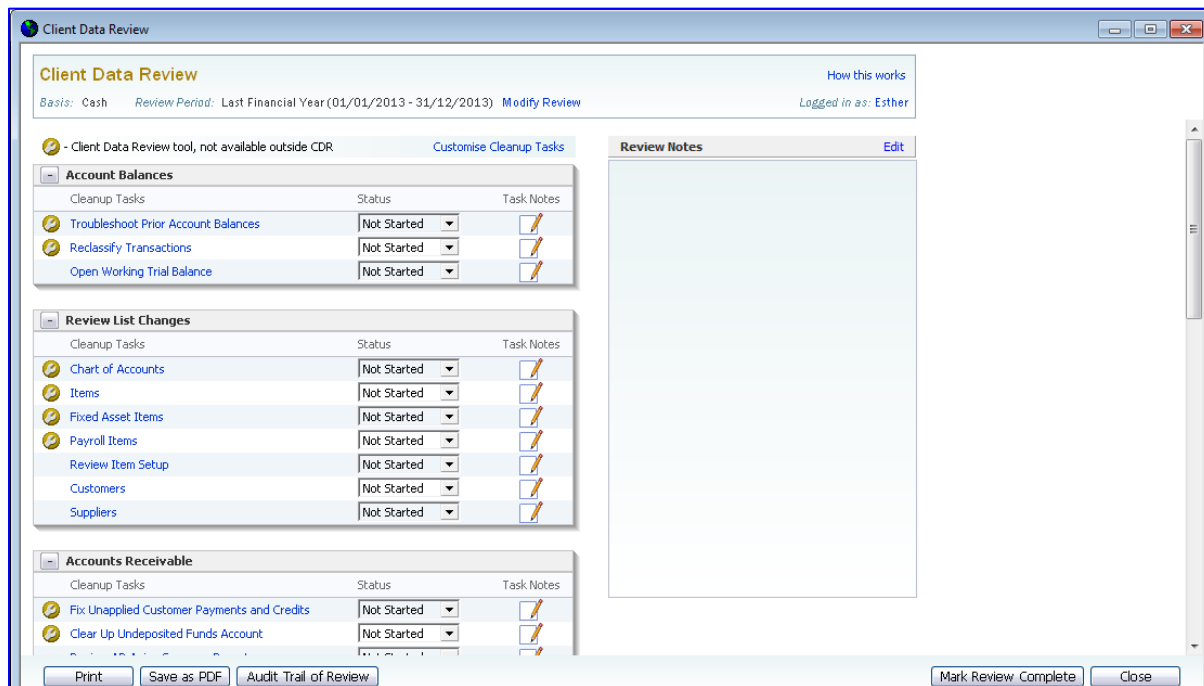 Client Data Review
Client Data Review
How this works
Basis: Cash Review Period: Last Financial Year (01/01/2013 - 31/12/2013) Modify Review
Logged in as: Esther
- Client Data Review tool, not available outside CDR
Customise Cleanup Tasks
Review Notes
Edit
- Account Balances
Cleanup Tasks Status Task Notes
Troubleshoot Prior Account Balances Not Started
Reclassify Transactions Not Started
Open Working Trial Balance Not Started
- Review List Changes
Cleanup Tasks Status Task Notes
Chart of Accounts Not Started
Items Not Started
Fixed Asset Items Not Started
Payroll Items Not Started
Review Item Setup Not Started
Customers Not Started
Suppliers Not Started
- Accounts Receivable
Cleanup Tasks Status Task Notes
Fix Unapplied Customer Payments and Credits Not Started
Clear Up Undeposited Funds Account Not Started
Print Save as PDF Audit Trail of Review Mark Review Complete Close